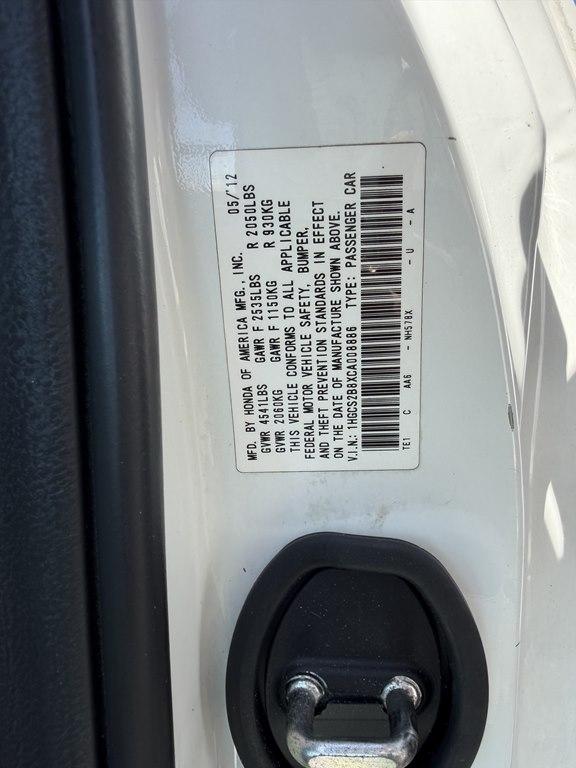 MFD. BY HONDA OF AMERICA MFG., INC. 05/12
GVWR 4541LBS GAWR F 2535LBS R 2050LBS
GVWR 2060KG GAWR F 1150KG R 930KG
THIS VEHICLE CONFORMS TO ALL APPLICABLE
FEDERAL MOTOR VEHICLE SAFETY, BUMPER,
AND THEFT PREVENTION STANDARDS IN EFFECT
ON THE DATE OF MANUFACTURE SHOWN ABOVE.
V.I.N.: 1HGCS2B8XCA008886 TYPE: PASSENGER CAR
TE1 C AA6 - NH578X - U - A